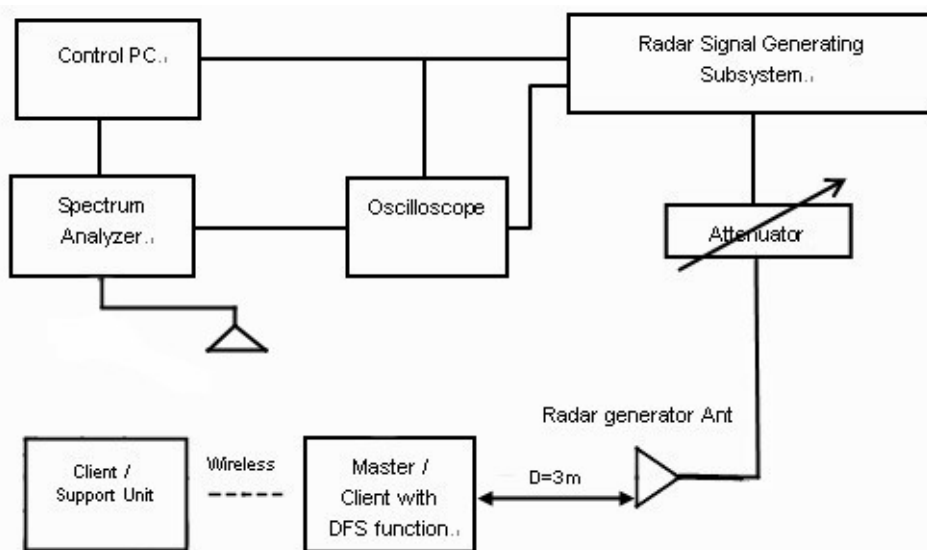 Control PC.
Radar Signal Generating
Subsystem.
Spectrum
Analyzer.
Oscilloscope
Attenuator
Radar generator Ant
Client /
Support Unit
Wireless
Master /
Client with
DFS function.
D=3m